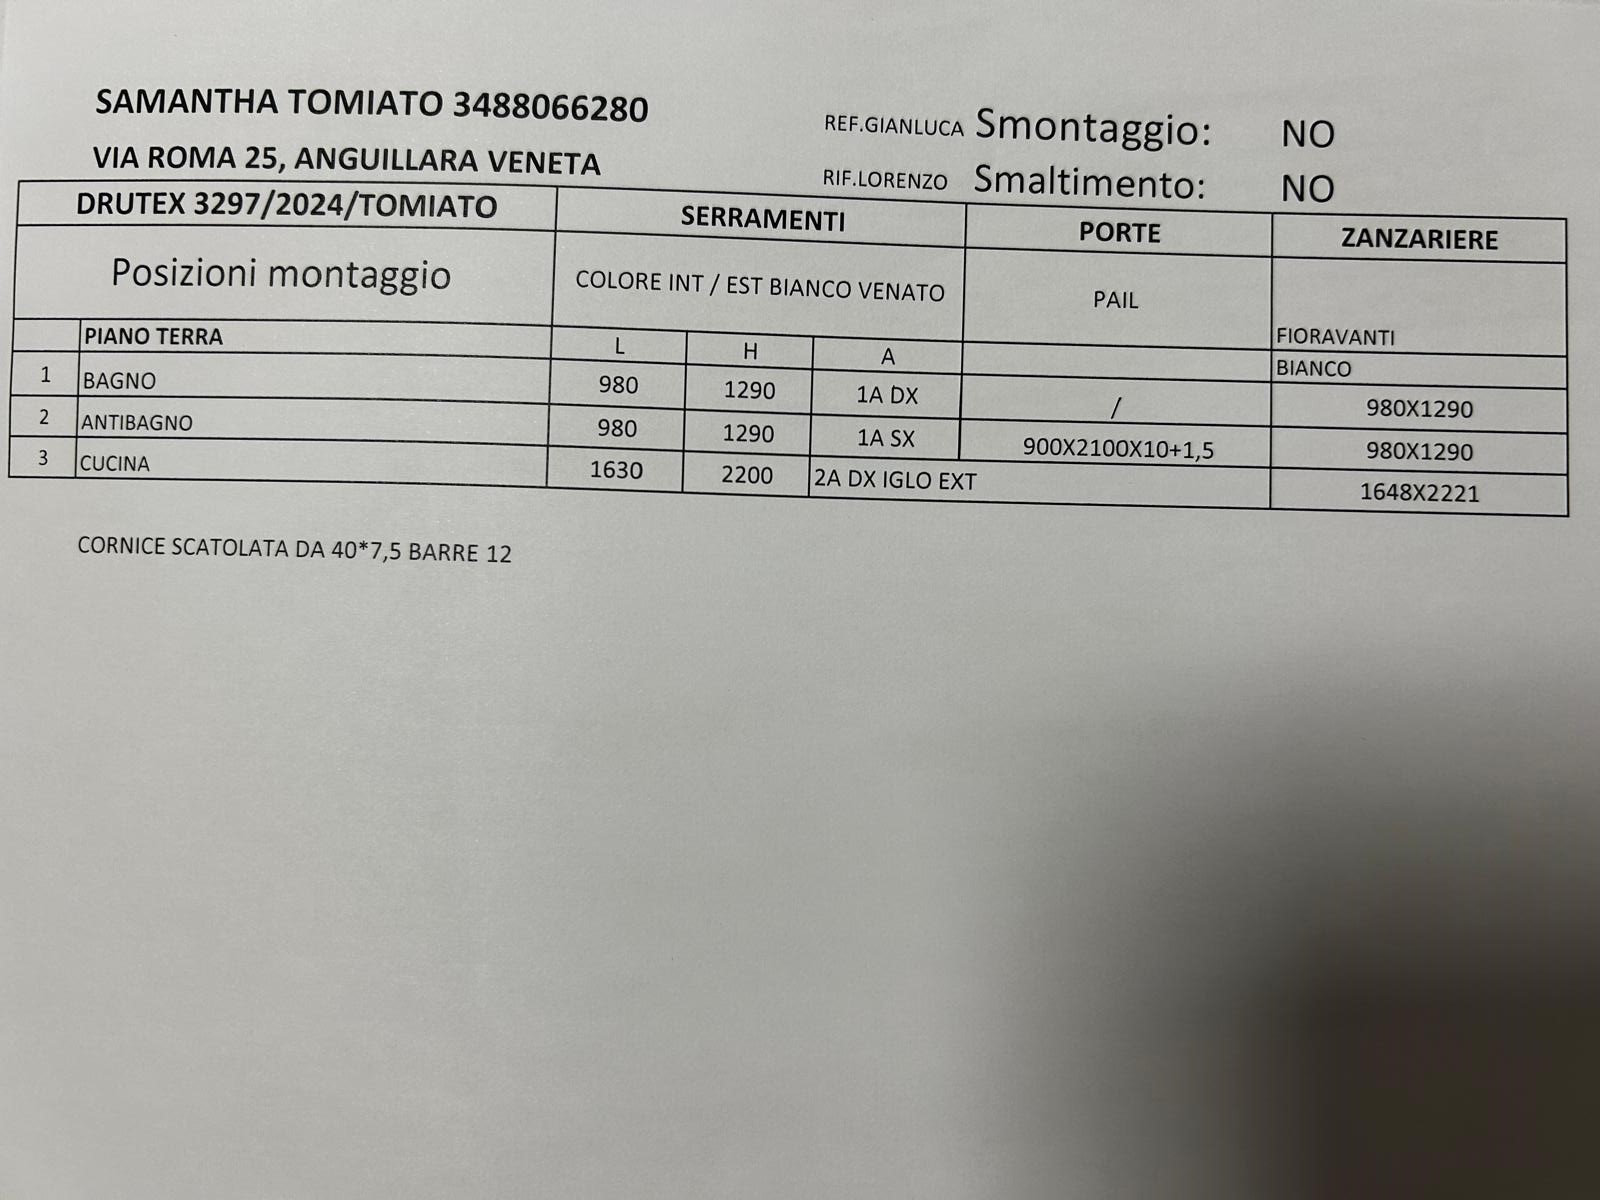 SAMANTHA TOMIATO 3488066280
REF.GIANLUCA Smontaggio: NO
VIA ROMA 25, ANGUILLARA VENETA
RIF.LORENZO Smaltimento: NO
DRUTEX 3297/2024/TOMIATO SERRAMENTI PORTE ZANZARIERE
Posizioni montaggio COLORE INT / EST BIANCO VENATO PAIL FIORAVANTI
PIANO TERRA L H A BIANCO
1 BAGNO 980 1290 1A DX / 980X1290
2 ANTIBAGNO 980 1290 1A SX 900X2100X10+1,5 980X1290
3 CUCINA 1630 2200 2A DX IGLO EXT 1648X2221
CORNICE SCATOLATA DA 40*7,5 BARRE 12